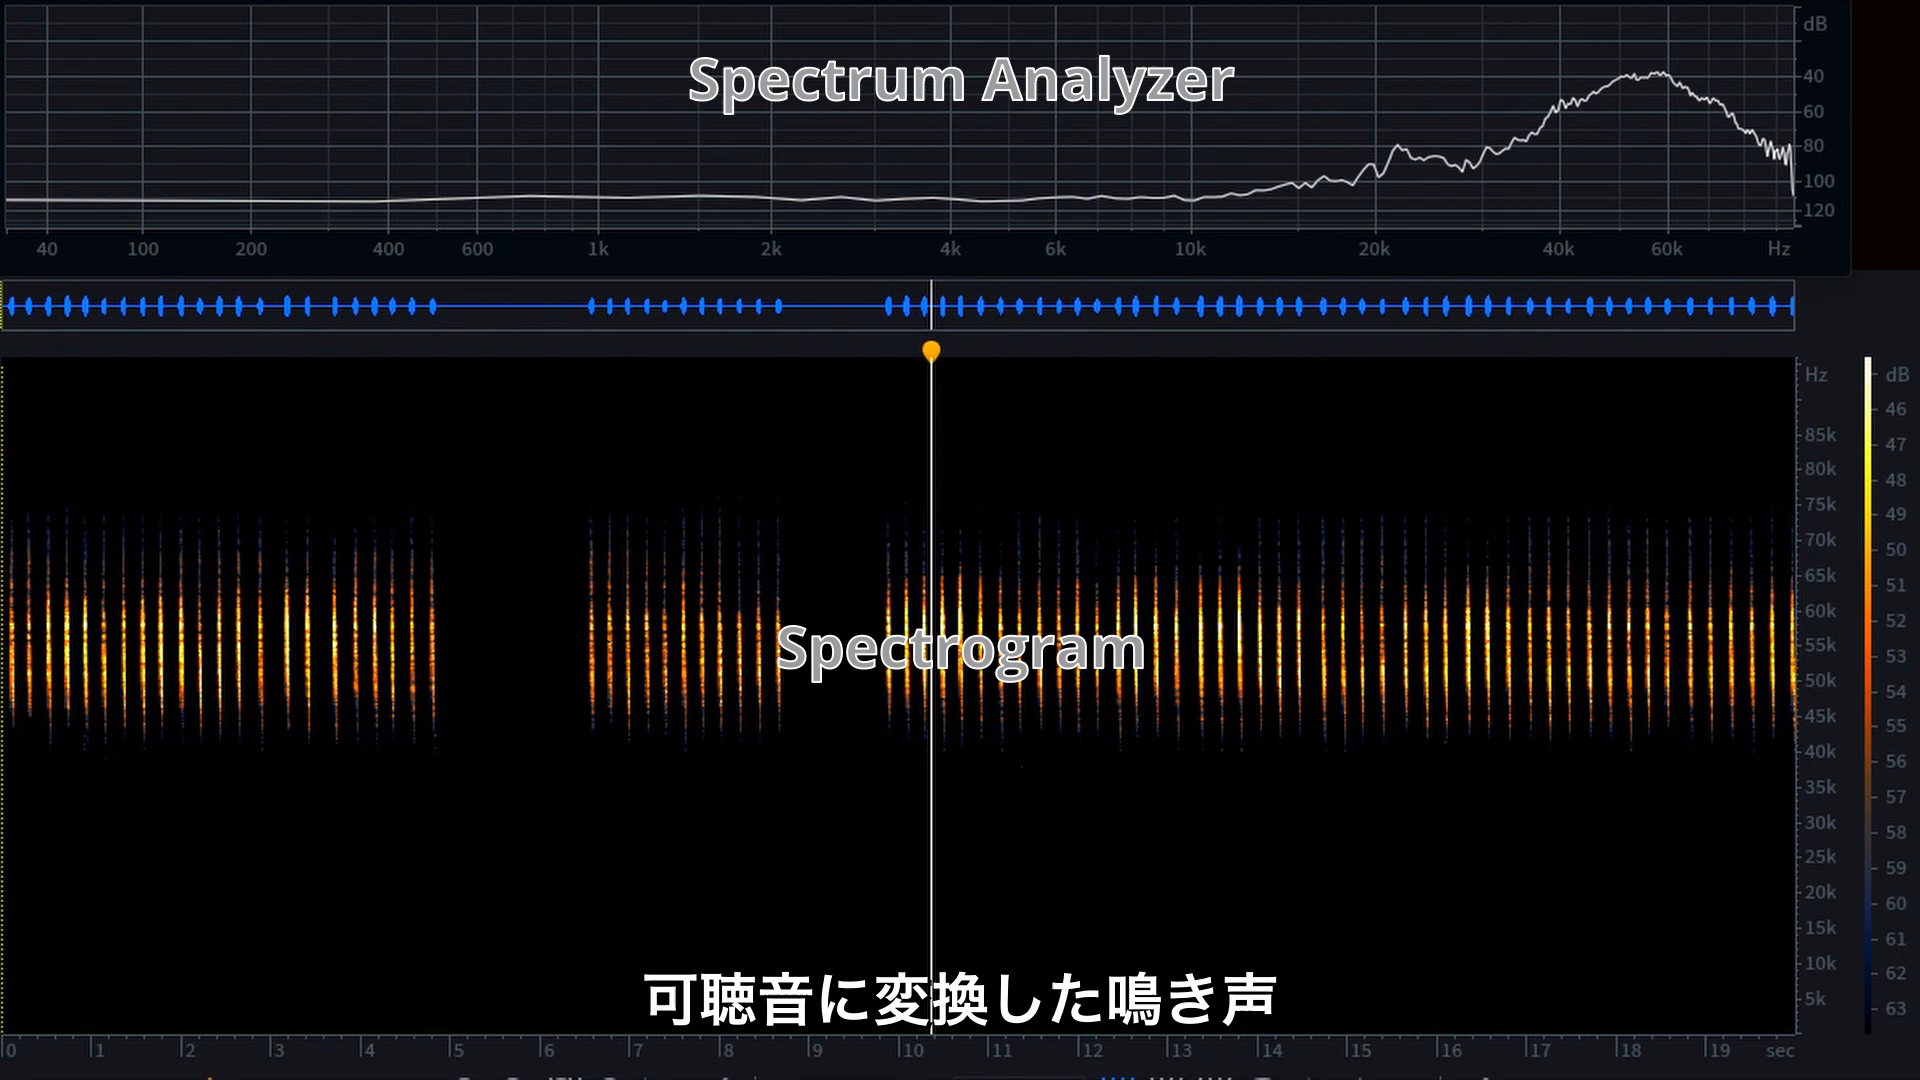 dB
Spectrum Analyzer
40
60
80
100
120
40 100 200 400 600 1k 2k 4k 6k 10k 20k 40k 60k Hz
Hz dB
46
85k
47
80k
48
75k
49
70k
50
65k
51
60k
52
Spectrogram
55k
53
50k
54
45k
55
40k
56
35k
57
30k
58
25k
59
20k
60
15k
61
10k
62
可聴音に変換した鳴き声
5k
63
0 1 2 3 4 5 6 7 8 9 10 11 12 13 14 15 16 17 18 19 sec